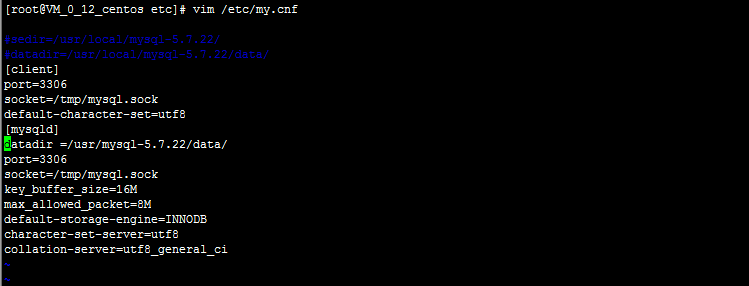 [root@VM_0_12_centos etc]# vim /etc/my.cnf
#sedir=/usr/local/mysql-5.7.22/
#datadir=/usr/local/mysql-5.7.22/data/
[client]
port=3306
socket=/tmp/mysql.sock
default-character-set=utf8
[mysqld]
datadir =/usr/mysql-5.7.22/data/
port=3306
socket=/tmp/mysql.sock
key_buffer_size=16M
max_allowed_packet=8M
default-storage-engine=INNODB
character-set-server=utf8
collation-server=utf8_general_ci
~
~